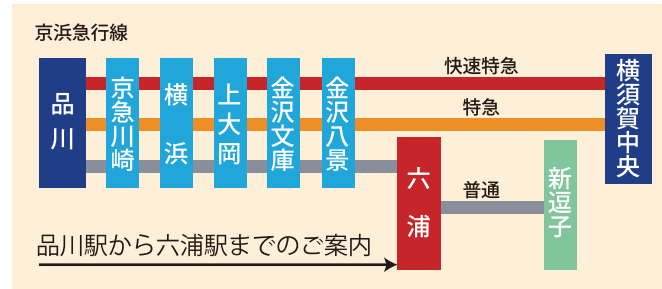 京浜急行線
快速特急
特急
普通
品川
京急川崎
横浜
上大岡
金沢文庫
金沢八景
六浦
新逗子
横須賀中央
品川駅から六浦駅までのご案内